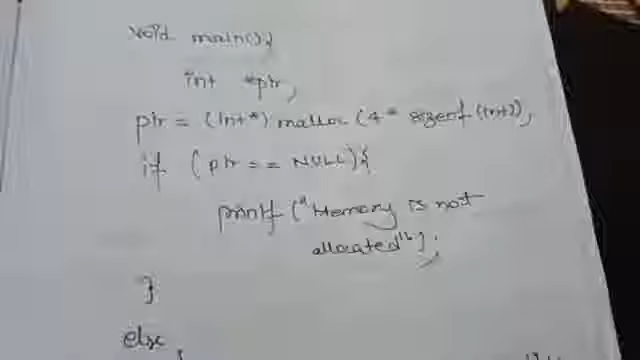 void main(){
int *ptr;
ptr = (int*) malloc (4* sizeof(int));
if (ptr == NULL){
printf ("Memory is not
allocated");
}
else
{